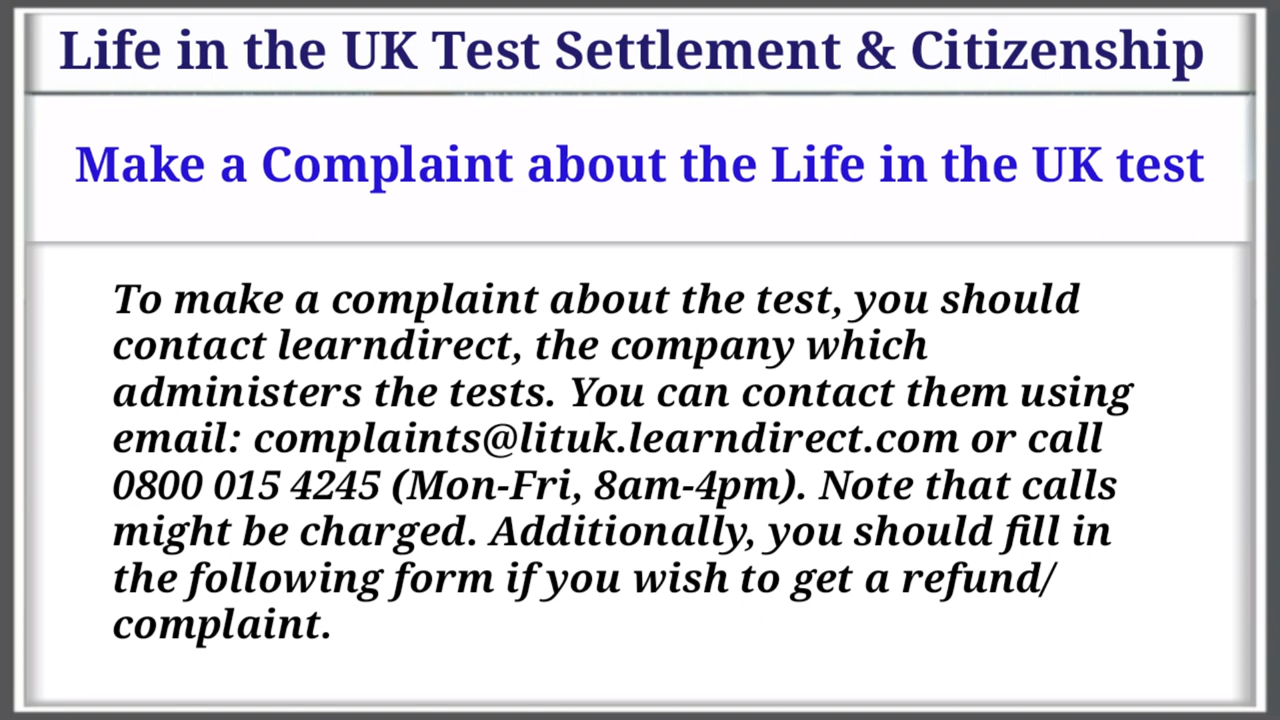 Life in the UK Test Settlement & Citizenship
Make a Complaint about the Life in the UK test
To make a complaint about the test, you should
contact learndirect, the company which
administers the tests. You can contact them using
email: complaints@lituk.learndirect.com or call
0800 015 4245 (Mon-Fri, 8am-4pm). Note that calls
might be charged. Additionally, you should fill in
the following form if you wish to get a refund/
complaint.